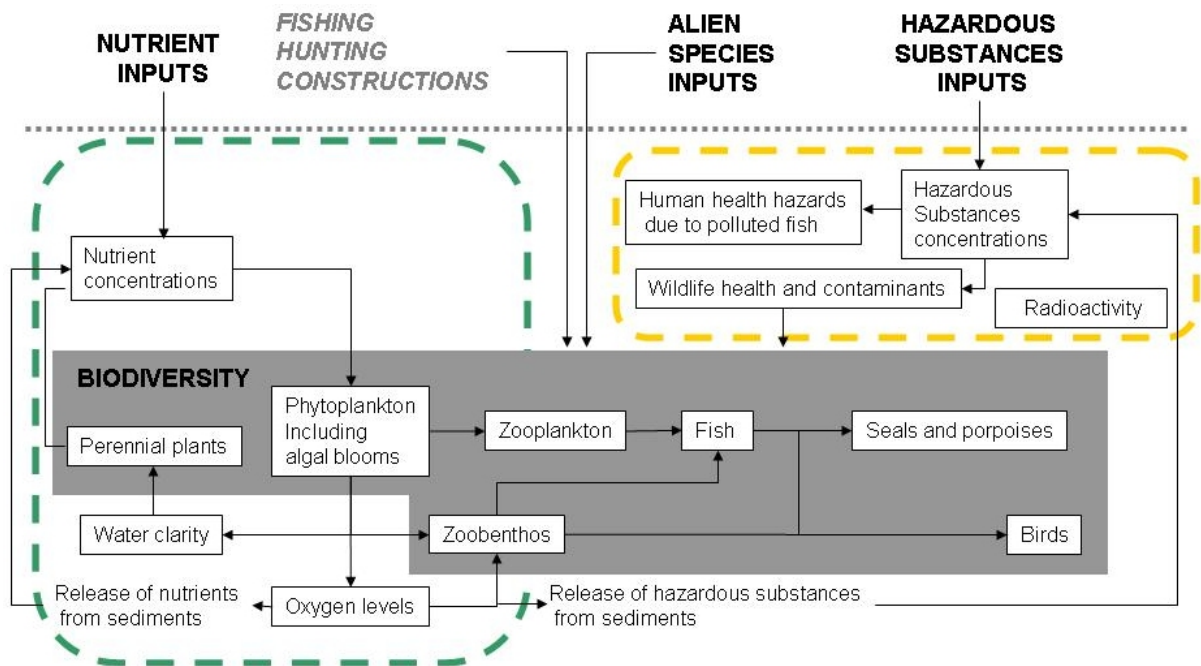 NUTRIENT
INPUTS
FISHING
HUNTING
CONSTRUCTIONS
ALIEN
SPECIES
INPUTS
HAZARDOUS
SUBSTANCES
INPUTS
Human health hazards
due to polluted fish
Hazardous
Substances
concentrations
Nutrient
concentrations
Wildlife health and contaminants
Radioactivity
BIODIVERSITY
Phytoplankton
Including
algal blooms
Perennial plants
Zooplankton
Fish
Seals and porpoises
Water clarity
Zoobenthos
Birds
Release of nutrients
from sediments
Oxygen levels
Release of hazardous substances
from sediments